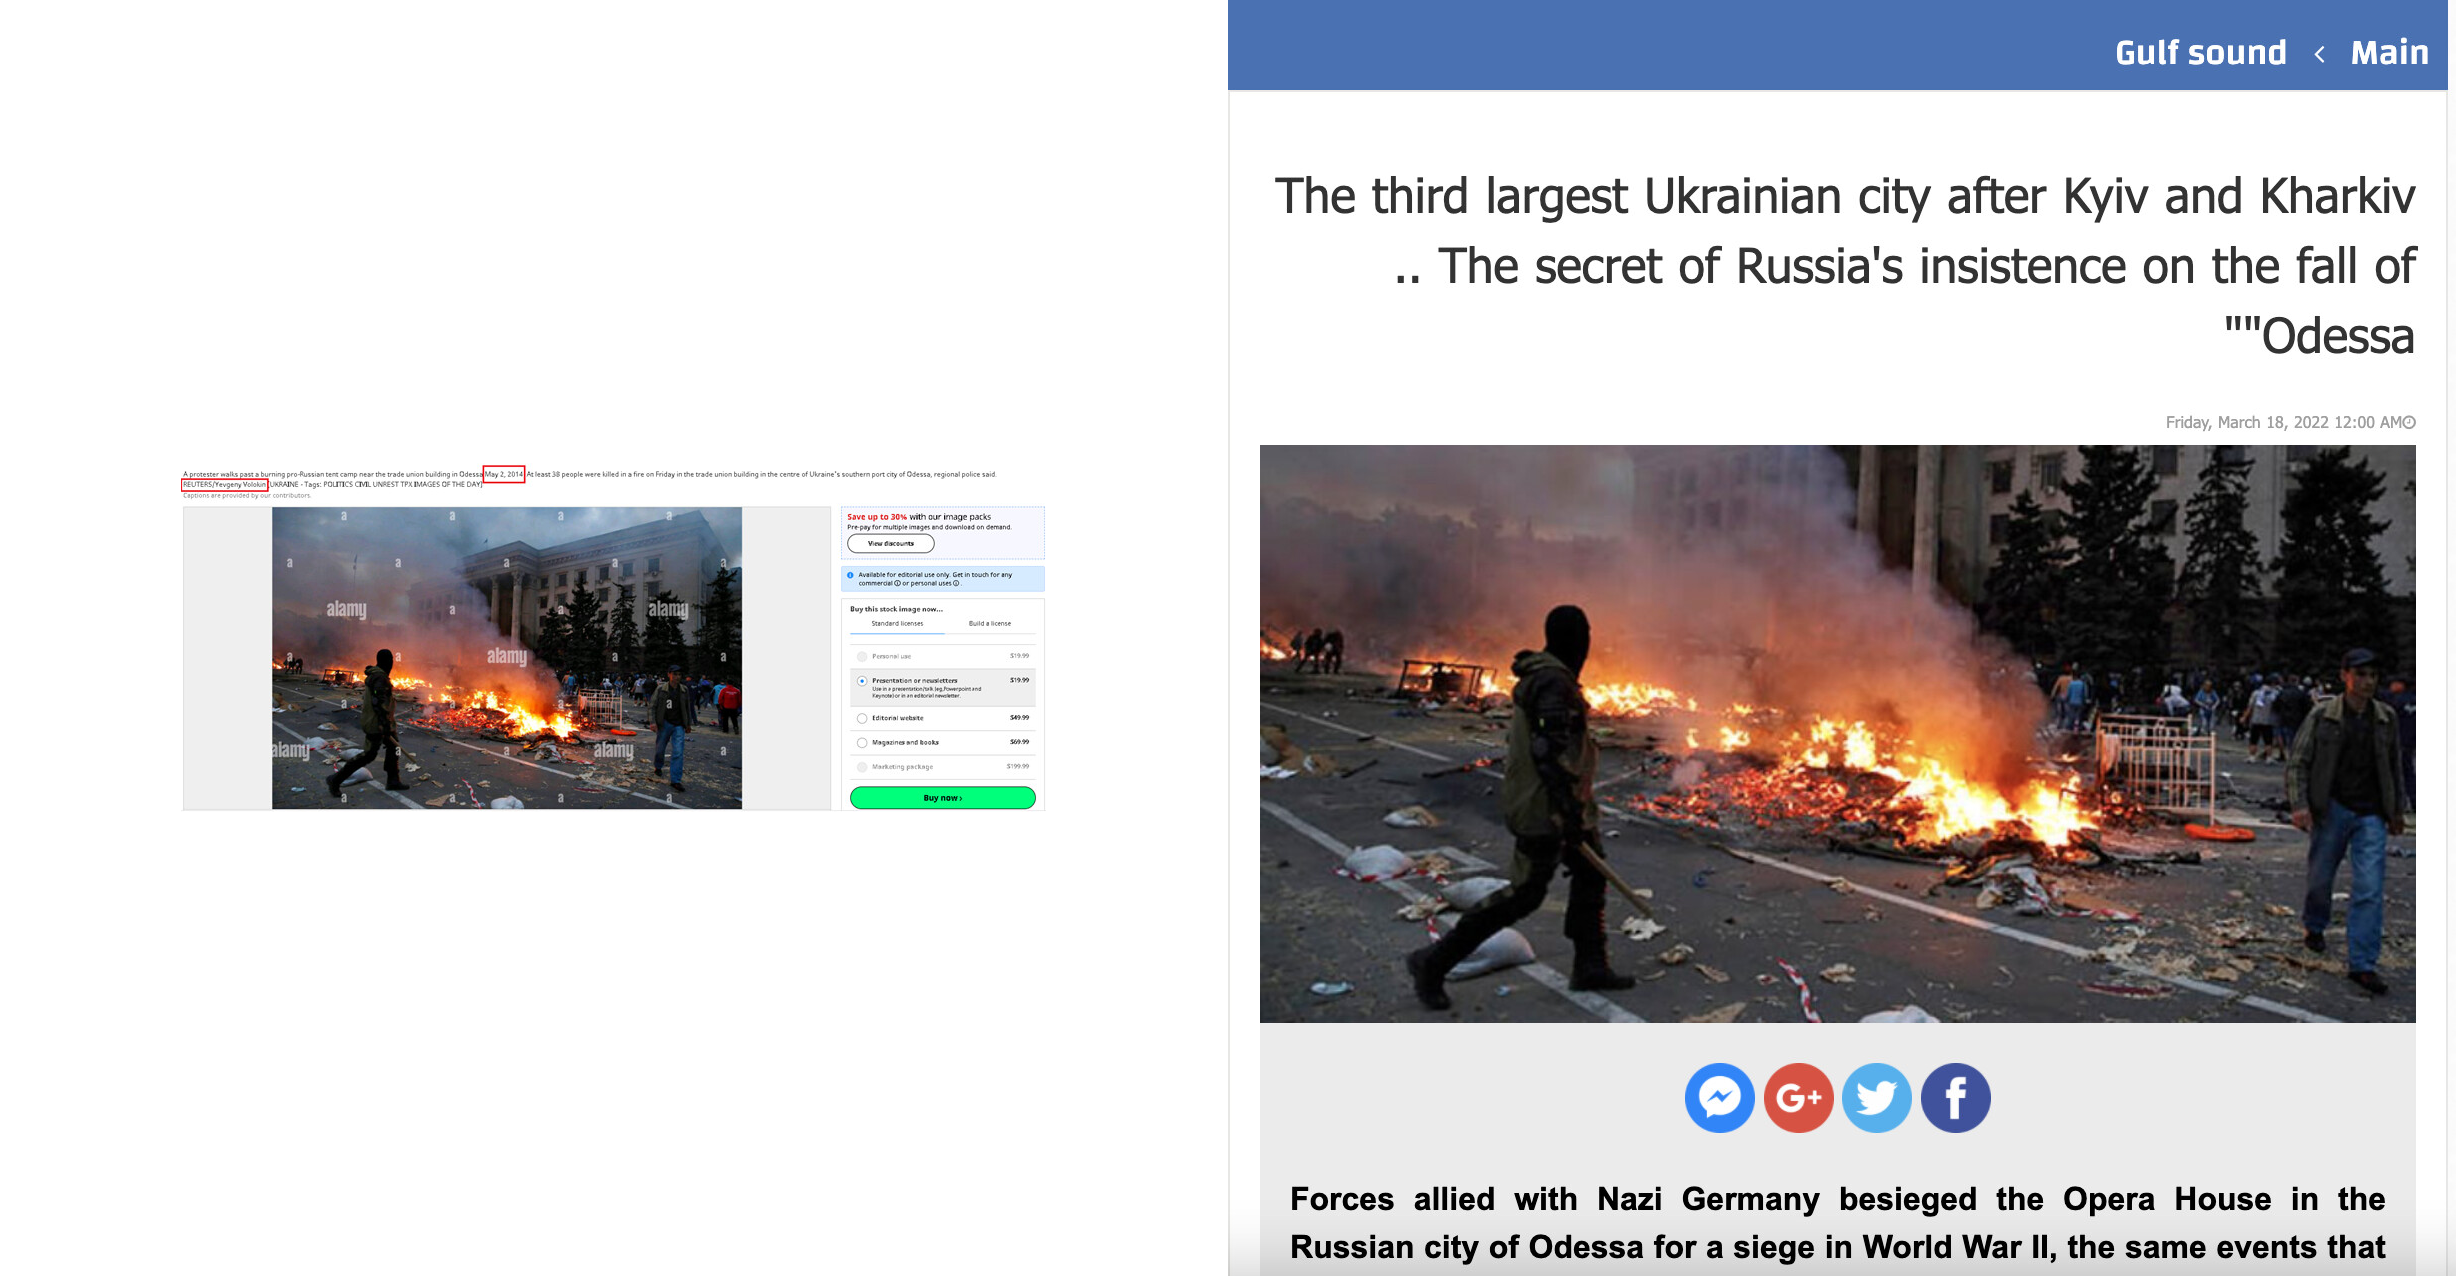 A protester walks past a burning pro-Russian tent camp near the trade union building in Odessa May 2, 2014. At least 38 people were killed in a fire on Friday in the trade union building in the centre of Ukraine's southern port city of Odessa, regional police said.
REUTERS/Yevgeny Volokin (UKRAINE - Tags: POLITICS CIVIL UNREST TPX IMAGES OF THE DAY)
Captions are provided by our contributors.
a a a a
a a a a a
alamy a alamy
a a alamy a a
a a a a
alamy a a alamy a
a a a a
Save up to 30% with our image packs
Pre-pay for multiple images and download on demand.
View discounts
Available for editorial use only. Get in touch for any
commercial or personal uses .
Buy this stock image now...
Standard licenses Build a license
Personal use $19.99
Presentation or newsletters $19.99
Use in a presentation/talk (eg,Powerpoint and
Keynote) or in an editorial newsletter.
Editorial website $49.99
Magazines and books $69.99
Marketing package $199.99
Buy now ›
Gulf sound < Main
The third largest Ukrainian city after Kyiv and Kharkiv
.. The secret of Russia's insistence on the fall of
""Odessa
Friday, March 18, 2022 12:00 AM
G+
f
Forces allied with Nazi Germany besieged the Opera House in the
Russian city of Odessa for a siege in World War II, the same events that